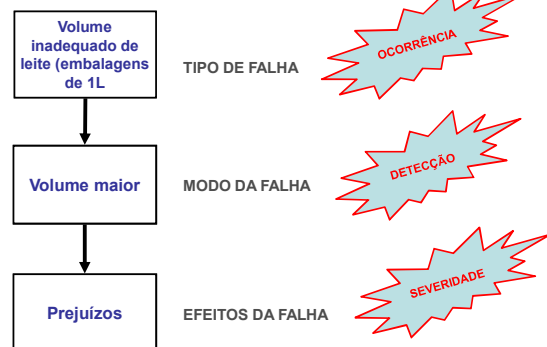 Volume
inadequado de
leite (embalagens
de 1L
TIPO DE FALHA
OCORRÊNCIA
Volume maior
MODO DA FALHA
DETECÇÃO
Prejuízos
EFEITOS DA FALHA
SEVERIDADE